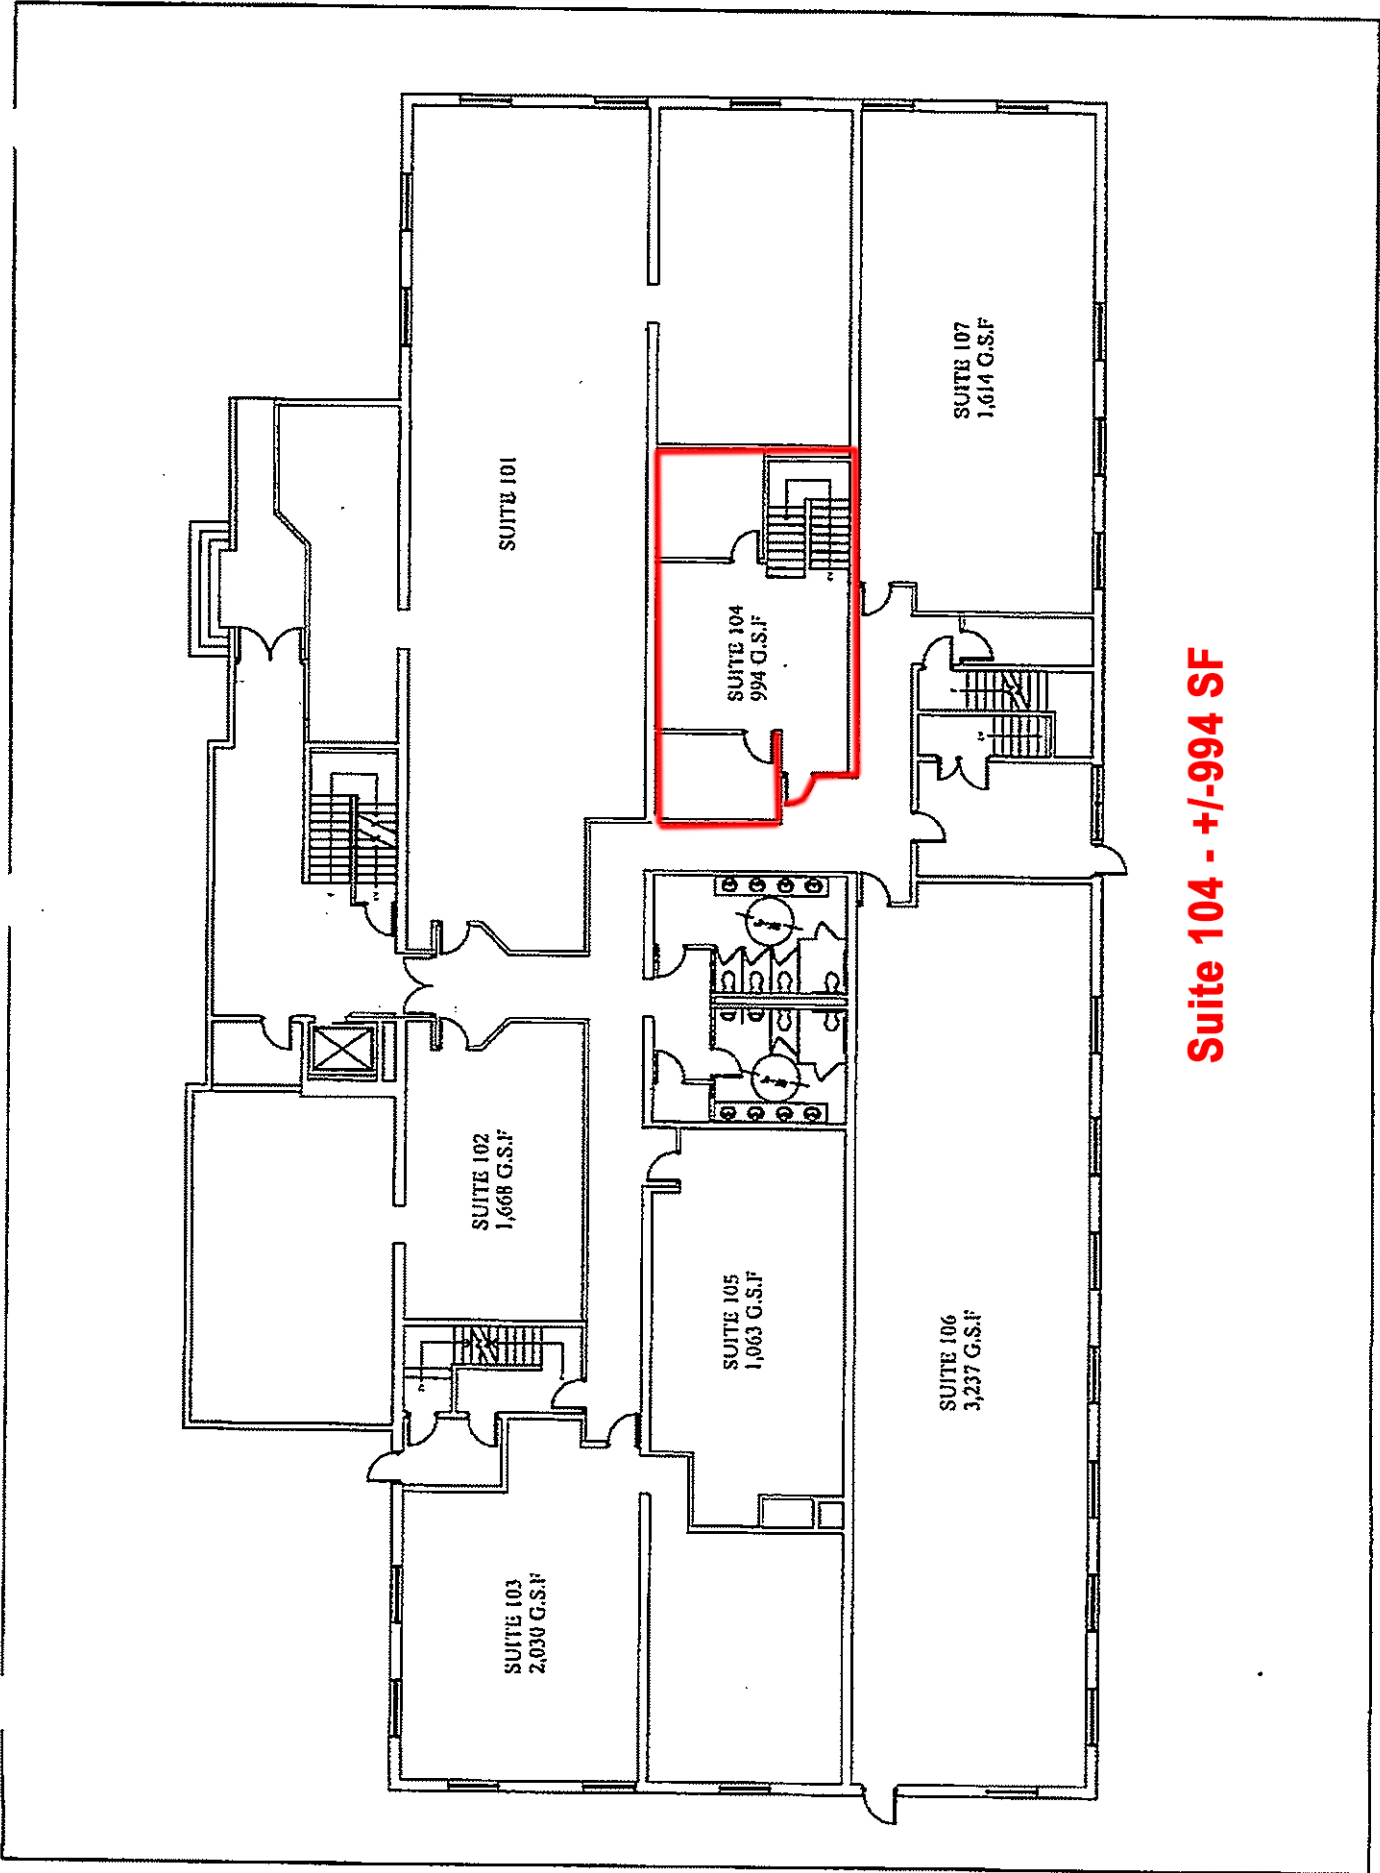 SUITE 103
2,030 G.S.F
SUITE 102
1,668 G.S.F
SUITE 101
SUITE 105
1,063 G.S.F
SUITE 104
994 G.S.F
SUITE 106
3,237 G.S.F
SUITE 107
1,614 G.S.F
Suite 104 - +/-994 SF